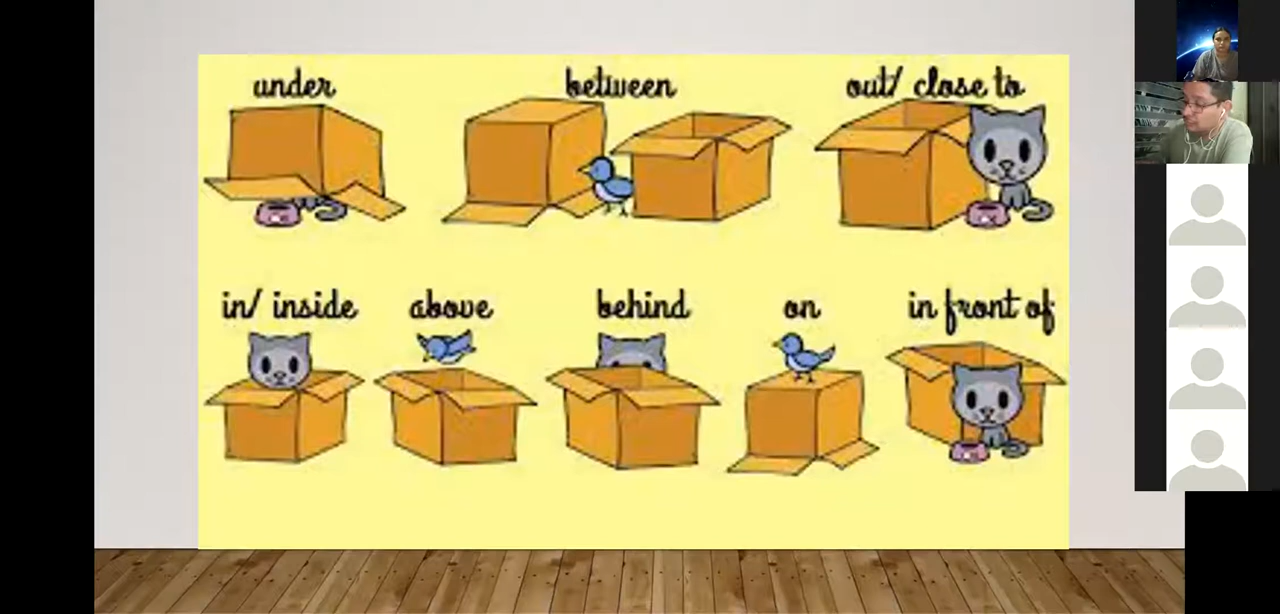 under between out/ close to
in/ inside above behind on in front of